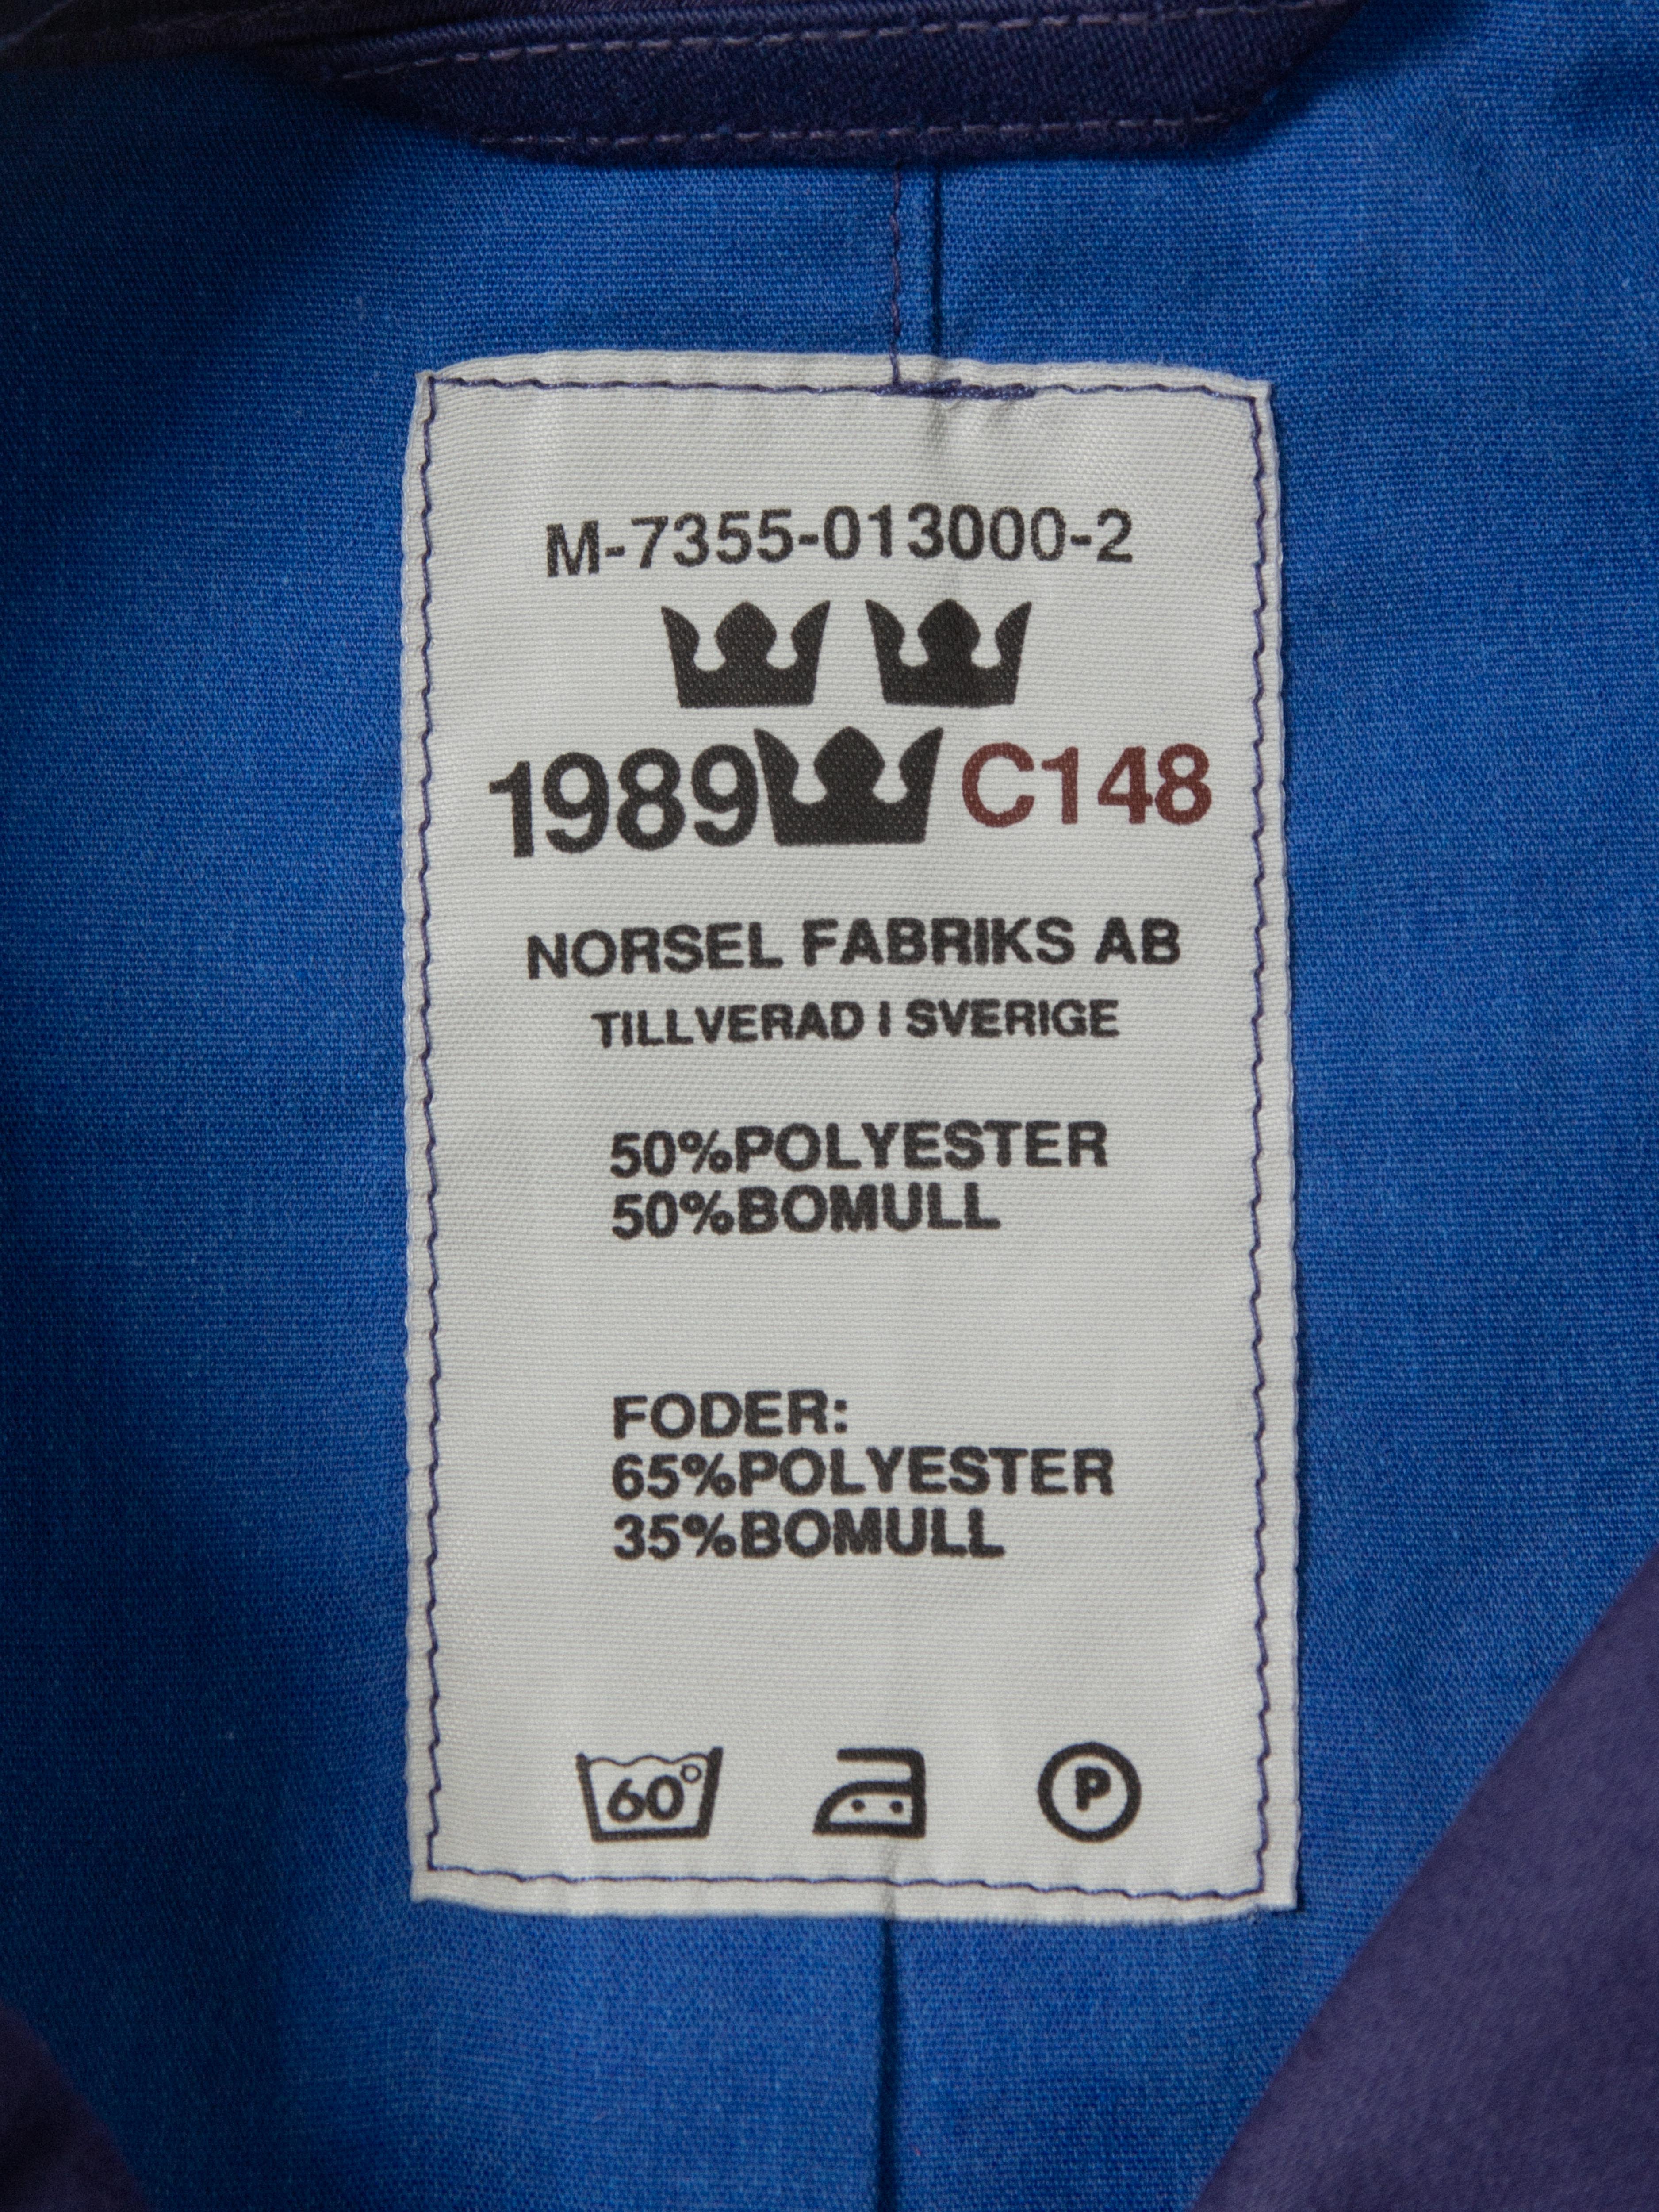 M-7355-013000-2
1989 C148
NORSEL FABRIKS AB
TILLVERAD I SVERIGE
50%POLYESTER
50%BOMULL
FODER:
65%POLYESTER
35%BOMULL
60° P